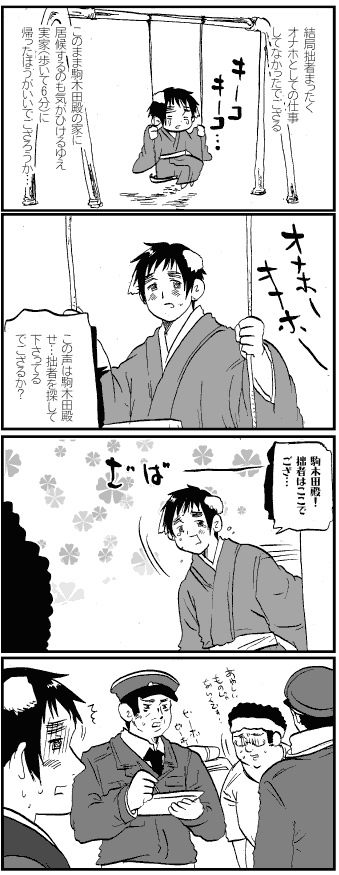 結局拙者まったく
オナホとしての仕事
してなかったでござる
キーコ
キーコ…
このまま駒木田殿の家に
居候するのも気がひけるゆえ
実家(歩いて6分)に
帰ったほうがいいでござろうか…
オナホー
オナホー
この声は駒木田殿
せ…拙者を探して
下さってる
でござるか?
駒木田殿!
拙者はここで
ござ…
ざば
あやしい
ものじゃ
ないです…